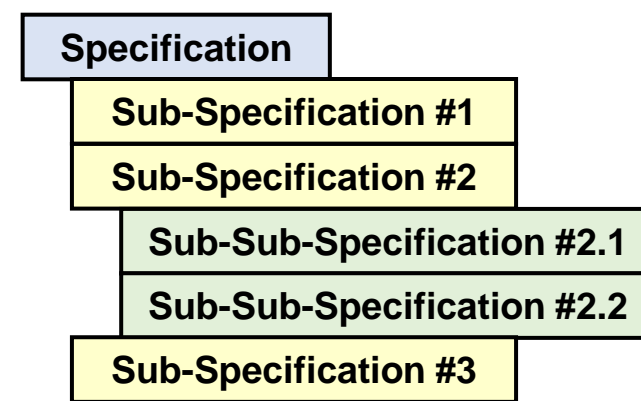 Specification
Sub-Specification #1
Sub-Specification #2
Sub-Sub-Specification #2.1
Sub-Sub-Specification #2.2
Sub-Specification #3